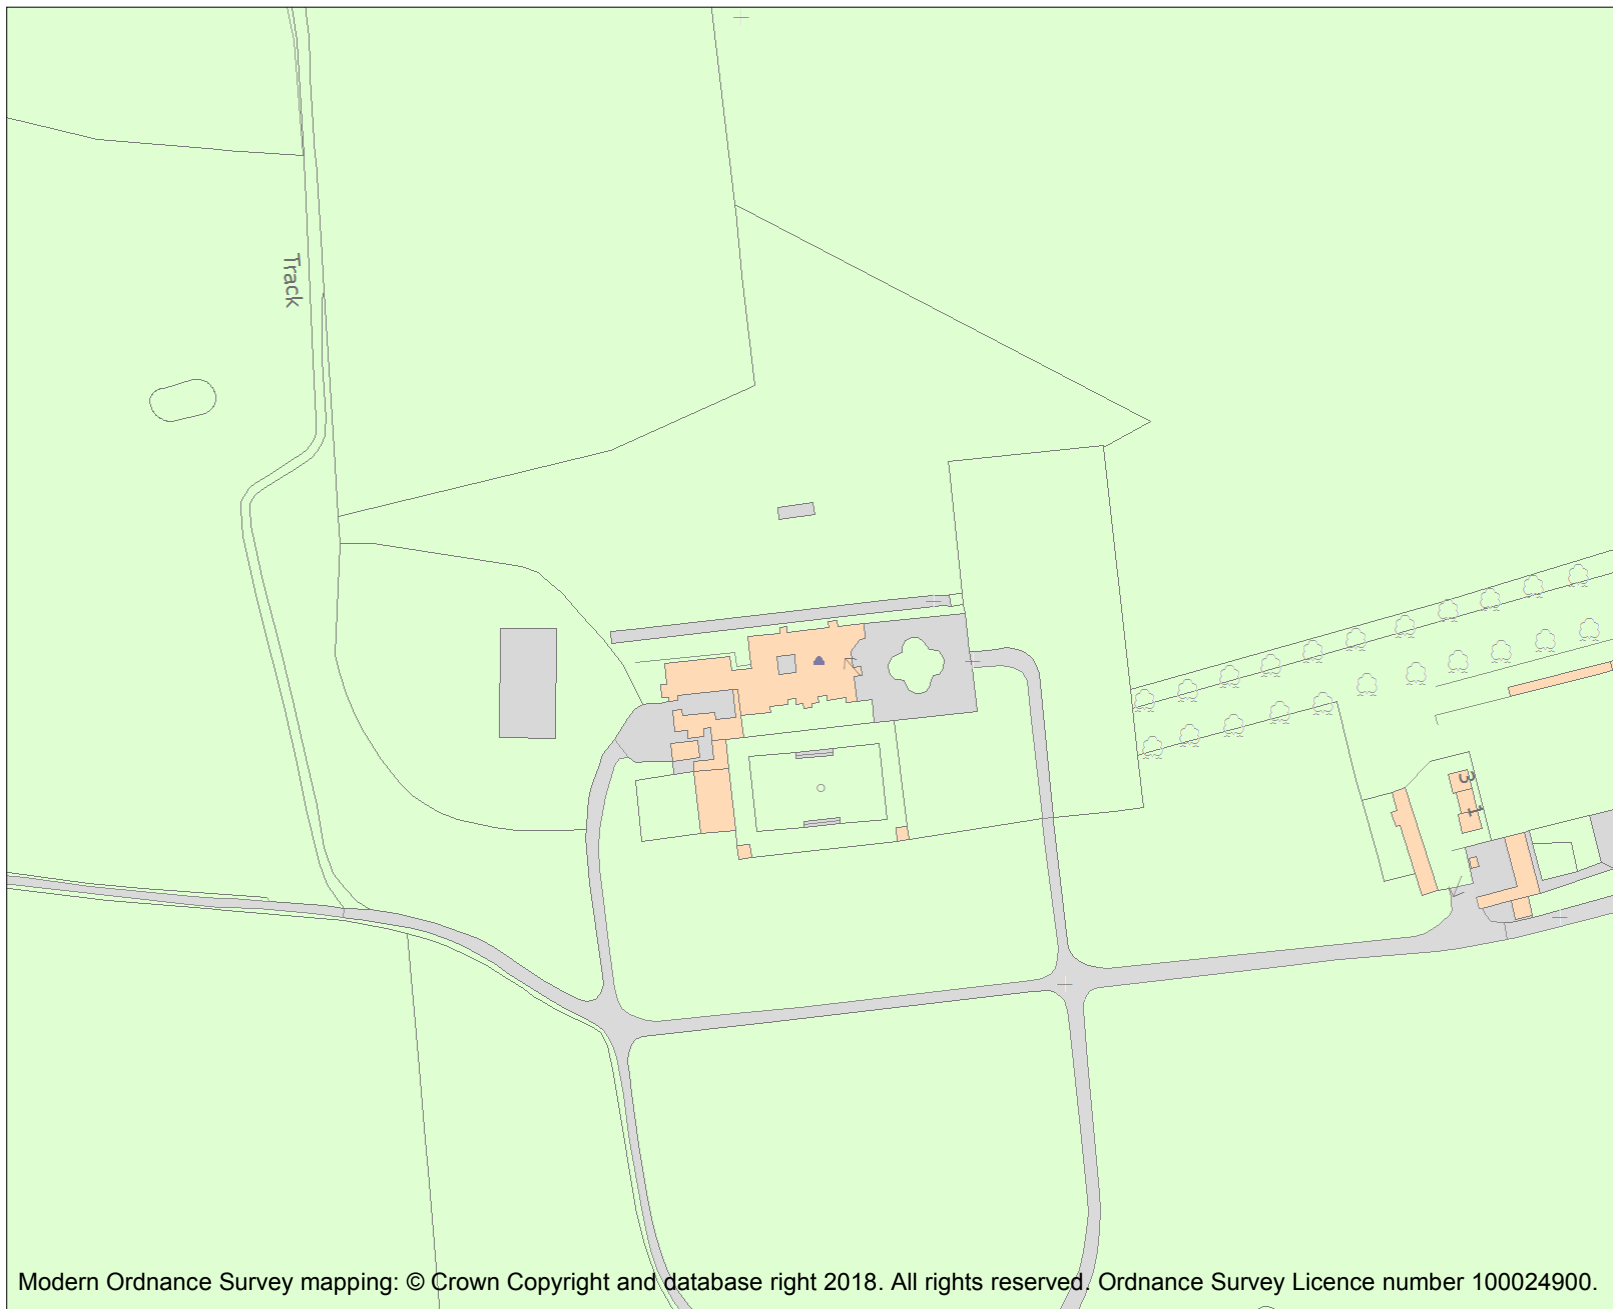 Track
3
1
Modern Ordnance Survey mapping: © Crown Copyright and database right 2018. All rights reserved. Ordnance Survey Licence number 100024900.